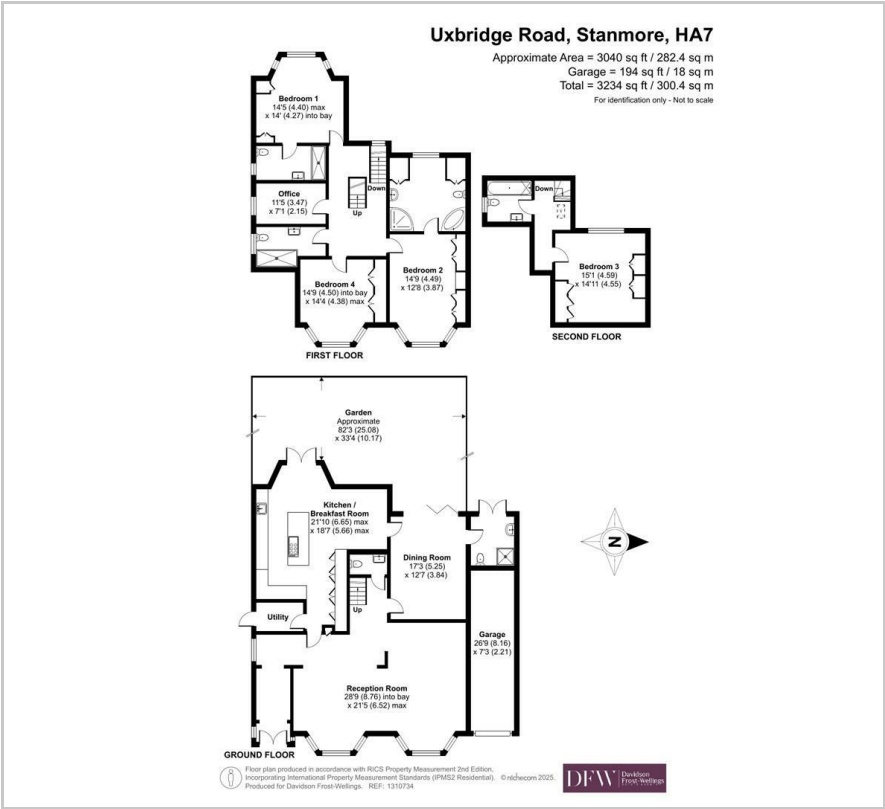 Uxbridge Road, Stanmore, HA7
Approximate Area = 3040 sq ft / 282.4 sq m
Garage = 194 sq ft / 18 sq m
Total = 3234 sq ft / 300.4 sq m
For identification only - Not to scale
Bedroom 1
14'5 (4.40) max
x 14' (4.27) into bay
Office
11'5 (3.47)
x 7'1 (2.15)
Down
Up
Bedroom 2
14'9 (4.49)
x 12'8 (3.87)
Bedroom 4
14'9 (4.50) into bay
x 14'4 (4.38) max
FIRST FLOOR
Down
Bedroom 3
15'1 (4.59)
x 14'11 (4.55)
SECOND FLOOR
Garden
Approximate
82'3 (25.08)
x 33'4 (10.17)
Kitchen /
Breakfast Room
21'10 (6.65) max
x 18'7 (5.66) max
Dining Room
17'3 (5.25)
x 12'7 (3.84)
Up
Utility
Garage
26'9 (8.16)
x 7'3 (2.21)
Reception Room
28'9 (8.76) into bay
x 21'5 (6.52) max
N
GROUND FLOOR
Floor plan produced in accordance with RICS Property Measurement 2nd Edition,
Incorporating International Property Measurement Standards (IPMS2 Residential). © nichecom 2025.
Produced for Davidson Frost-Wellings. REF: 1310734
DFW Davidson
Frost-Wellings